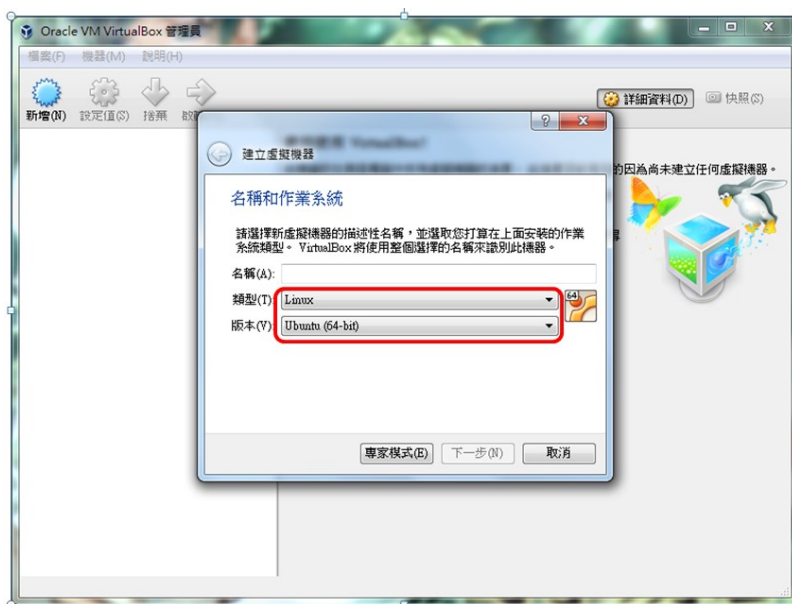 Oracle VM VirtualBox 管理員
檔案(F) 機器(M) 說明(H)
新增(N) 設定值(S) 捨棄
詳細資料(D) 快照(S)
的因為尚未建立任何虛擬機器。
建立虛擬機器
名稱和作業系統
請選擇新虛擬機器的描述性名稱，並選取您打算在上面安裝的作業
系統類型。 VirtualBox 將使用整個選擇的名稱來識別此機器。
名稱(A):
類型(T): Linux
64
版本(V): Ubuntu (64-bit)
專家模式(E) 下一步(N) 取消